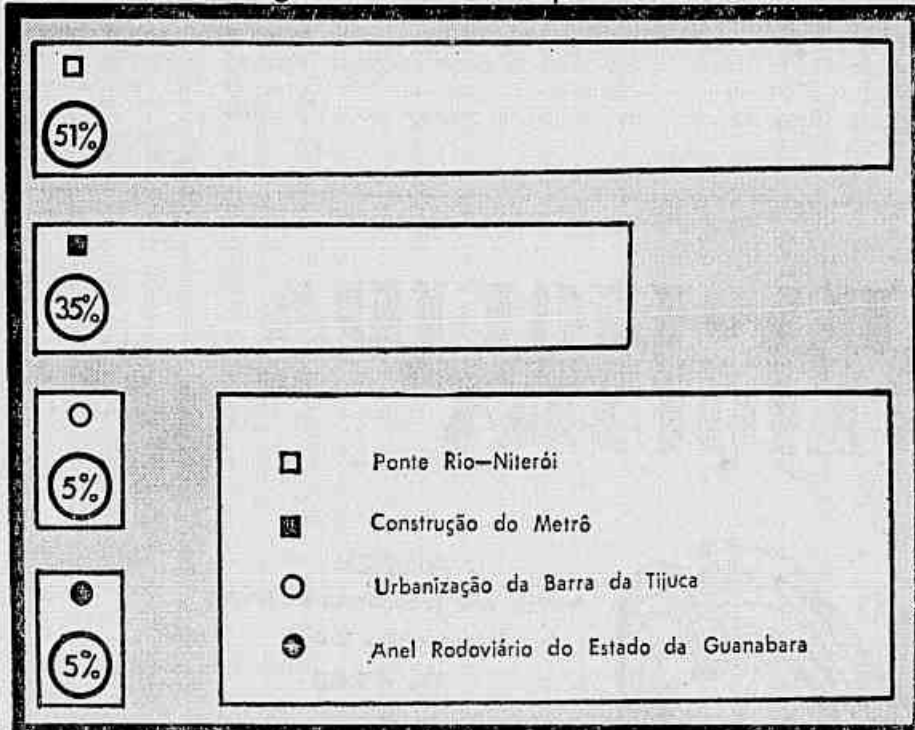 51%
35%
5%
5%
Ponte Rio—Niterói
Construção do Metrô
Urbanização da Barra da Tijuca
Anel Rodoviário do Estado da Guanabara